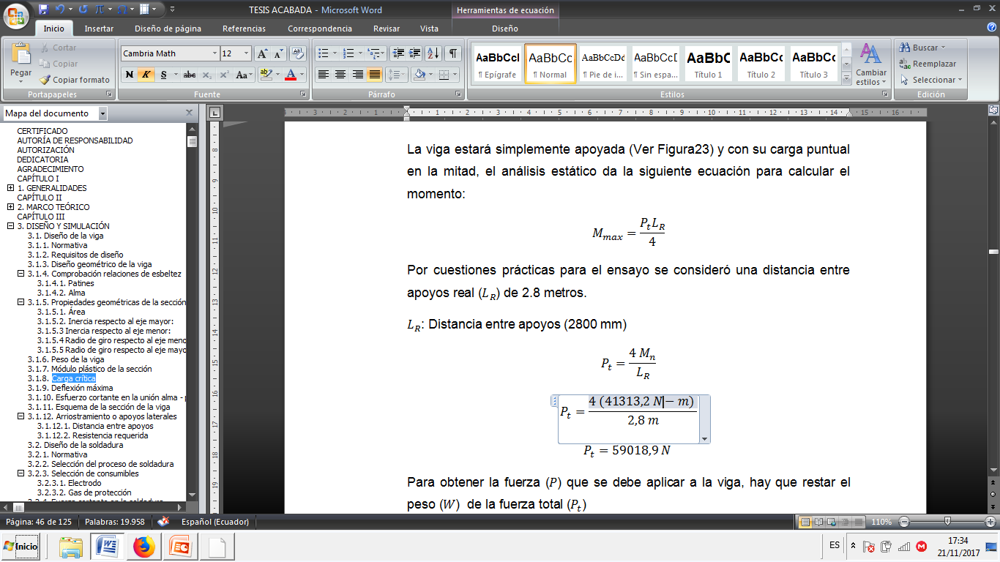 TESIS ACABADA - Microsoft Word
Herramientas de ecuación
Inicio Insertar Diseño de página Referencias Correspondencia Revisar Vista Diseño
Pegar
Cortar
Copiar
Copiar formato
Portapapeles
Cambria Math 12
N K S abc x₂ x² Aa
Fuente
Párrafo
AaBbCcI AaBbCc AaBbCcDd AaBbCcD AaBbC AaBbCc AaBbCc
¶ Epígrafe ¶ Normal ¶ Pie de i... ¶ Sin espa... Título 1 Título 2 Título 3
Cambiar estilos
Estilos
Buscar
Reemplazar
Seleccionar
Edición
Mapa del documento
CERTIFICADO
AUTORÍA DE RESPONSABILIDAD
AUTORIZACIÓN
DEDICATORIA
AGRADECIMIENTO
CAPÍTULO I
1. GENERALIDADES
CAPÍTULO II
2. MARCO TEÓRICO
CAPÍTULO III
3. DISEÑO Y SIMULACIÓN
3.1. Diseño de la viga
3.1.1. Normativa
3.1.2. Requisitos de diseño
3.1.3. Diseño geométrico de la viga
3.1.4. Comprobación relaciones de esbeltez
3.1.4.1. Patines
3.1.4.2. Alma
3.1.5. Propiedades geométricas de la sección
3.1.5.1. Área
3.1.5.2. Inercia respecto al eje mayor:
3.1.5.3 Inercia respecto al eje menor:
3.1.5.4 Radio de giro respecto al eje meno
3.1.5.5 Radio de giro respecto al eje mayo
3.1.6. Peso de la viga
3.1.7. Módulo plástico de la sección
3.1.8. Carga crítica
3.1.9. Deflexión máxima
3.1.10. Esfuerzo cortante en la unión alma - p
3.1.11. Esquema de la sección de la viga
3.1.12. Arriostramiento o apoyos laterales
3.1.12.1. Distancia entre apoyos
3.1.12.2. Resistencia requerida
3.2. Diseño de la soldadura
3.2.1. Normativa
3.2.2. Selección del proceso de soldadura
3.2.3. Selección de consumibles
3.2.3.1. Electrodo
3.2.3.2. Gas de protección
La viga estará simplemente apoyada (Ver Figura23) y con su carga puntual
en la mitad, el análisis estático da la siguiente ecuación para calcular el
momento:
M_max = P_t L_R / 4
Por cuestiones prácticas para el ensayo se consideró una distancia entre
apoyos real (L_R) de 2.8 metros.
L_R: Distancia entre apoyos (2800 mm)
P_t = 4 M_n / L_R
P_t = 4 (41313,2 N − m) / 2,8 m
P_t = 59018,9 N
Para obtener la fuerza (P) que se debe aplicar a la viga, hay que restar el
peso (W) de la fuerza total (P_t)
Página: 46 de 125 Palabras: 19.958 Español (Ecuador) 110%
Inicio ES 17:34
21/11/2017